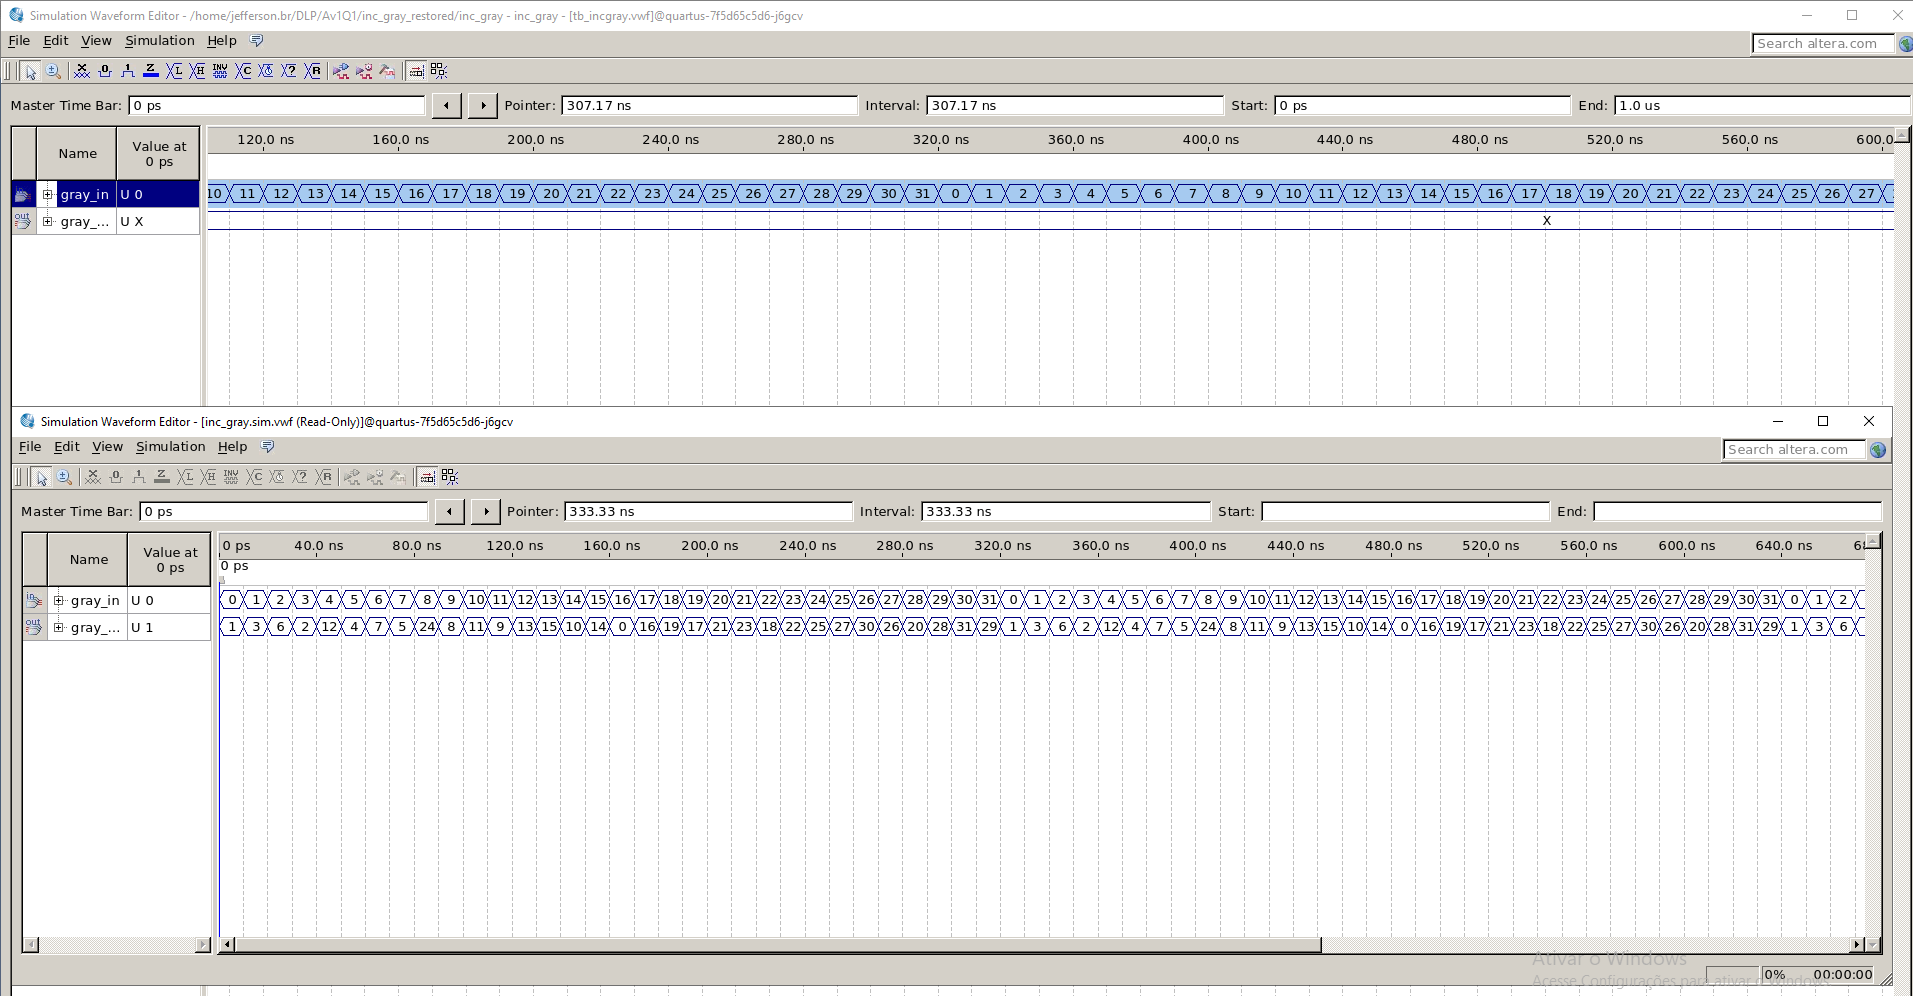 Simulation Waveform Editor - /home/jefferson.br/DLP/Av1Q1/inc_gray_restored/inc_gray - inc_gray - [tb_incgray.vwf]@quartus-7f5d65c5d6-j6gcv
File Edit View Simulation Help
Search altera.com
Master Time Bar: 0 ps Pointer: 307.17 ns Interval: 307.17 ns Start: 0 ps End: 1.0 us
Name Value at 0 ps 120.0 ns 160.0 ns 200.0 ns 240.0 ns 280.0 ns 320.0 ns 360.0 ns 400.0 ns 440.0 ns 480.0 ns 520.0 ns 560.0 ns 600.0
gray_in U 0 10 11 12 13 14 15 16 17 18 19 20 21 22 23 24 25 26 27 28 29 30 31 0 1 2 3 4 5 6 7 8 9 10 11 12 13 14 15 16 17 18 19 20 21 22 23 24 25 26 27
gray_... U X X
Simulation Waveform Editor - [inc_gray.sim.vwf (Read-Only)]@quartus-7f5d65c5d6-j6gcv
File Edit View Simulation Help
Search altera.com
Master Time Bar: 0 ps Pointer: 333.33 ns Interval: 333.33 ns Start: End:
Name Value at 0 ps 0 ps 40.0 ns 80.0 ns 120.0 ns 160.0 ns 200.0 ns 240.0 ns 280.0 ns 320.0 ns 360.0 ns 400.0 ns 440.0 ns 480.0 ns 520.0 ns 560.0 ns 600.0 ns 640.0 ns
0 ps
gray_in U 0 0 1 2 3 4 5 6 7 8 9 10 11 12 13 14 15 16 17 18 19 20 21 22 23 24 25 26 27 28 29 30 31 0 1 2 3 4 5 6 7 8 9 10 11 12 13 14 15 16 17 18 19 20 21 22 23 24 25 26 27 28 29 30 31 0 1 2
gray_... U 1 1 3 6 2 12 4 7 5 24 8 11 9 13 15 10 14 0 16 19 17 21 23 18 22 25 27 30 26 20 28 31 29 1 3 6 2 12 4 7 5 24 8 11 9 13 15 10 14 0 16 19 17 21 23 18 22 25 27 30 26 20 28 31 29 1 3 6
Ativar o Windows
Acesse Configurações para ativar o Windows.
0% 00:00:00